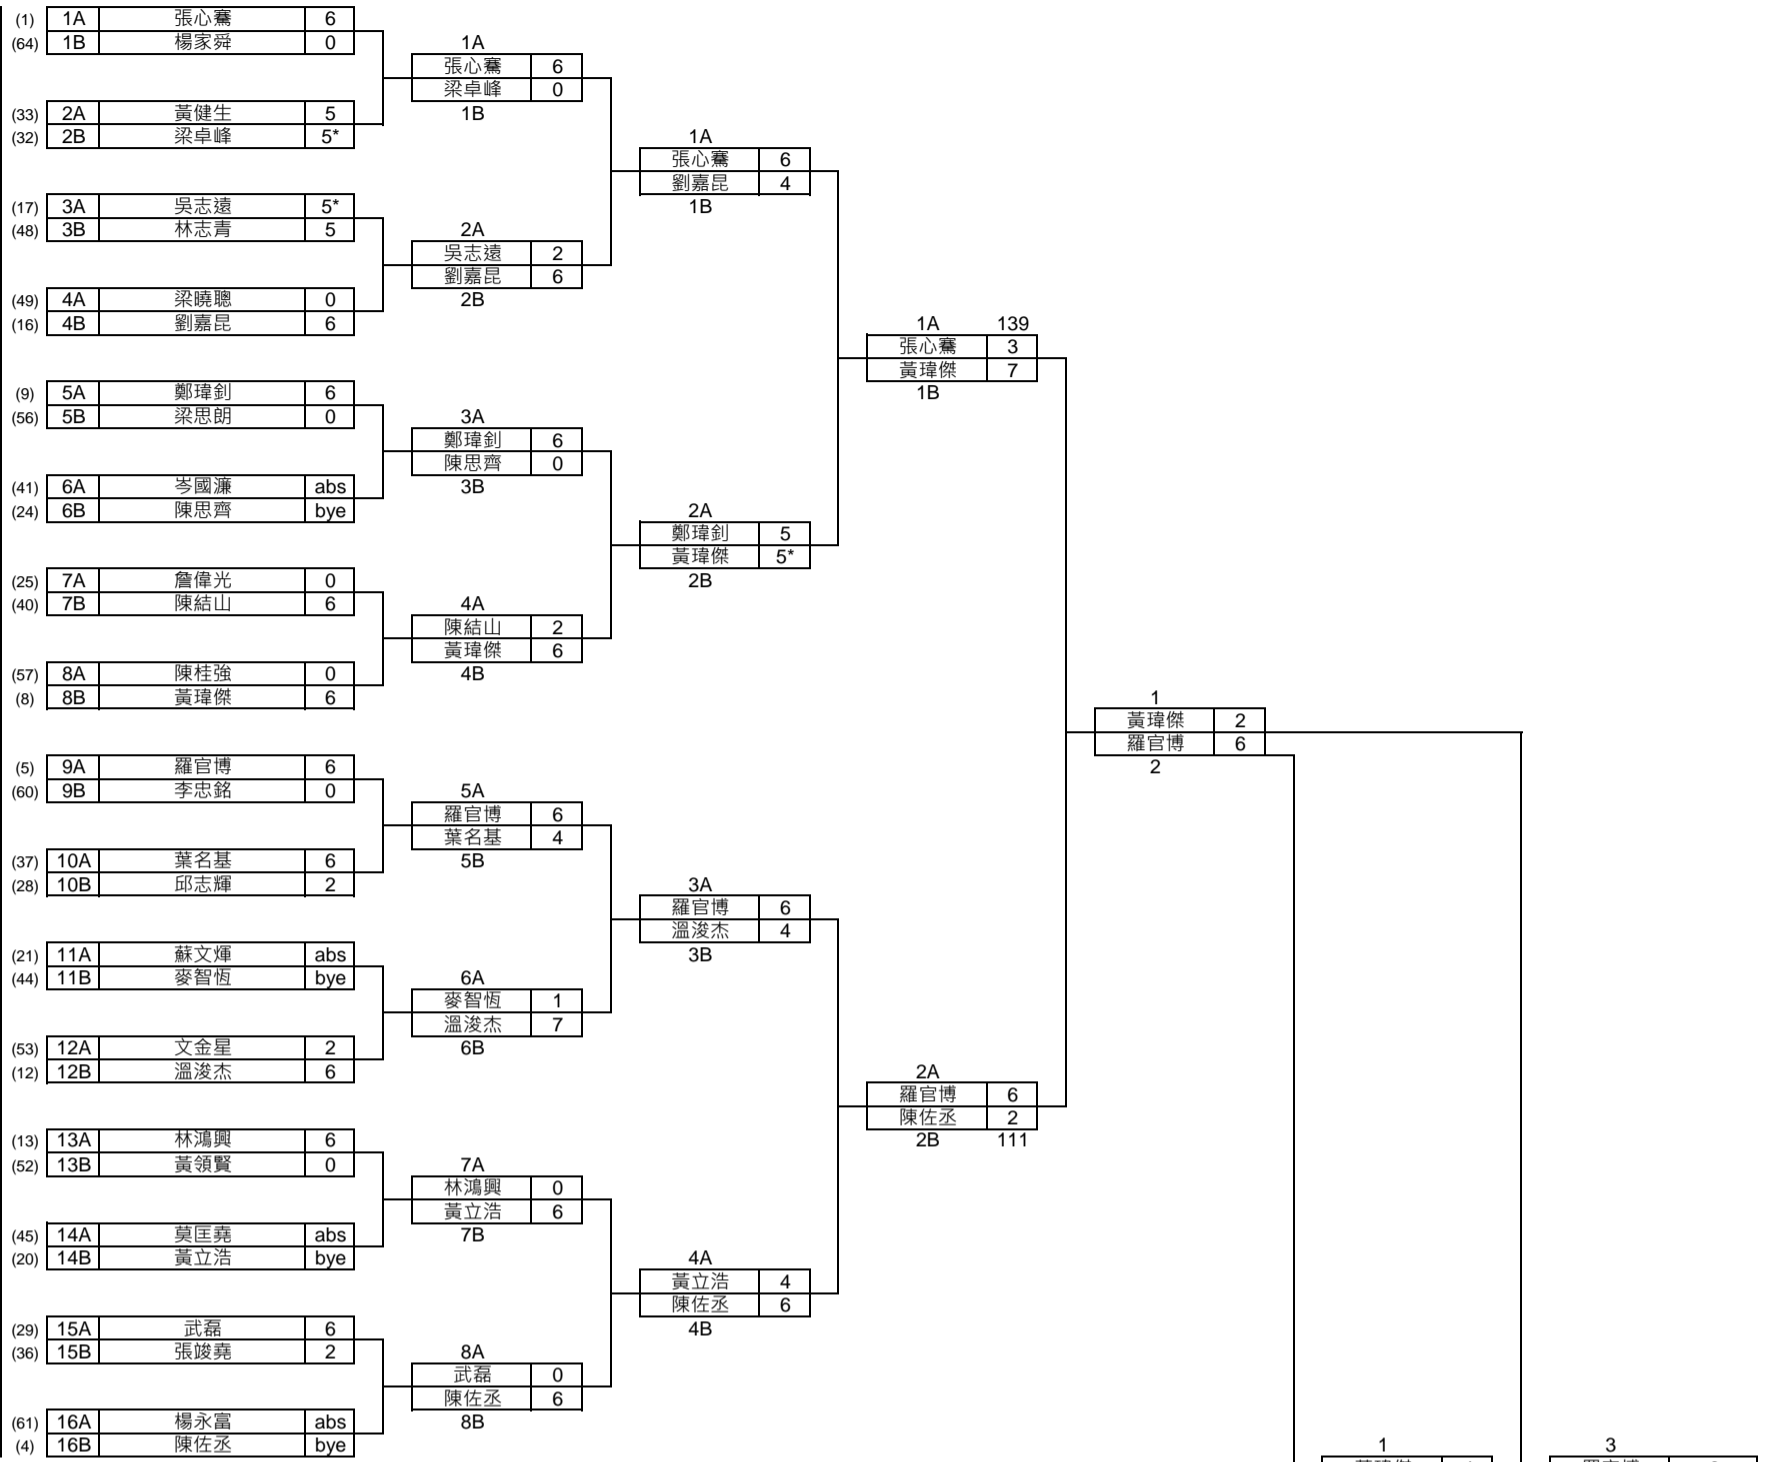 (1) 1A 張心騫 6
(64) 1B 楊家舜 0
1A
張心騫 6
梁卓峰 0
1B
(33) 2A 黃健生 5
(32) 2B 梁卓峰 5*
1A
張心騫 6
劉嘉昆 4
1B
(17) 3A 吳志遠 5*
(48) 3B 林志青 5
2A
吳志遠 2
劉嘉昆 6
2B
(49) 4A 梁曉聰 0
(16) 4B 劉嘉昆 6
1A 139
張心騫 3
黃瑋傑 7
1B
(9) 5A 鄭瑋釗 6
(56) 5B 梁思朗 0
3A
鄭瑋釗 6
陳思齊 0
3B
(41) 6A 岑國濂 abs
(24) 6B 陳思齊 bye
2A
鄭瑋釗 5
黃瑋傑 5*
2B
(25) 7A 詹偉光 0
(40) 7B 陳結山 6
4A
陳結山 2
黃瑋傑 6
4B
(57) 8A 陳桂強 0
(8) 8B 黃瑋傑 6
1
黃瑋傑 2
羅官博 6
2
(5) 9A 羅官博 6
(60) 9B 李忠銘 0
5A
羅官博 6
葉名基 4
5B
(37) 10A 葉名基 6
(28) 10B 邱志輝 2
3A
羅官博 6
溫浚杰 4
3B
(21) 11A 蘇文煇 abs
(44) 11B 麥智恆 bye
6A
麥智恆 1
溫浚杰 7
6B
(53) 12A 文金星 2
(12) 12B 溫浚杰 6
2A
羅官博 6
陳佐丞 2
2B 111
(13) 13A 林鴻興 6
(52) 13B 黃領賢 0
7A
林鴻興 0
黃立浩 6
7B
(45) 14A 莫匡堯 abs
(20) 14B 黃立浩 bye
4A
黃立浩 4
陳佐丞 6
4B
(29) 15A 武磊 6
(36) 15B 張竣堯 2
8A
武磊 0
陳佐丞 6
8B
(61) 16A 楊永富 abs
(4) 16B 陳佐丞 bye
1
3